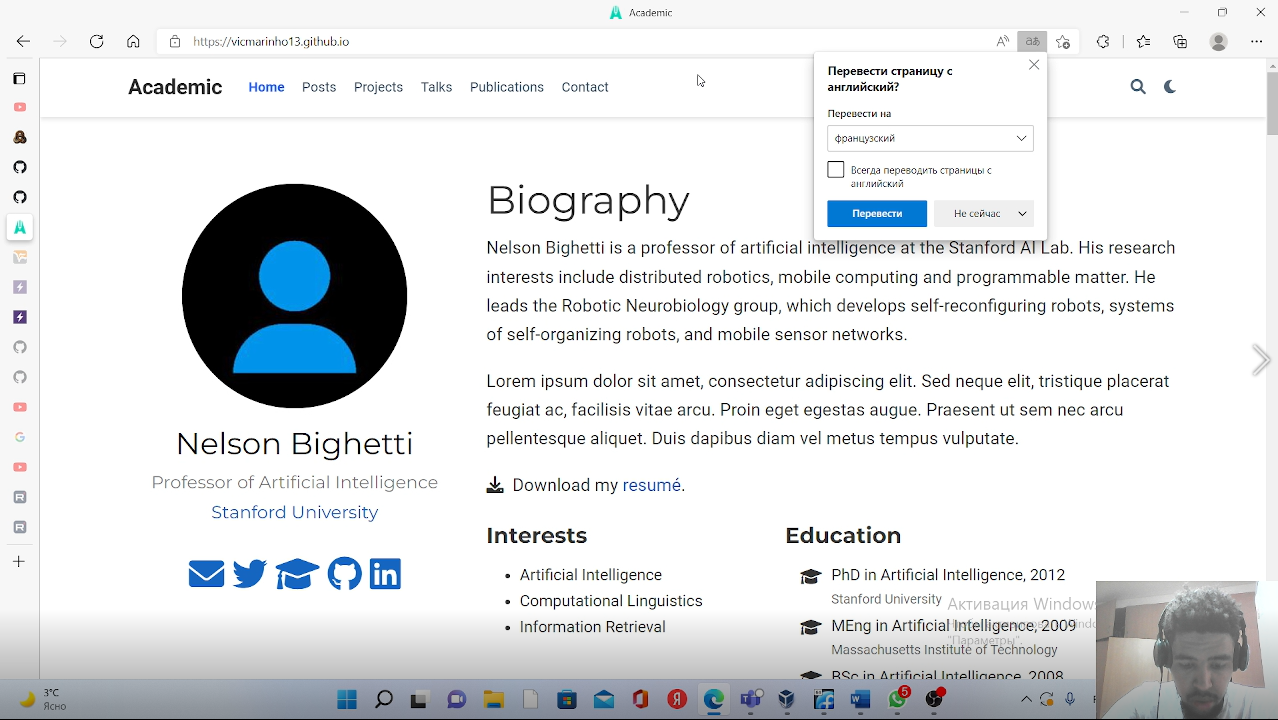 Academic
https://vicmarinho13.github.io
Academic
Home
Posts
Projects
Talks
Publications
Contact
Перевести страницу с
английский?
Перевести на
французский
Всегда переводить страницы с
английский
Перевести
Не сейчас
Biography
Nelson Bighetti is a professor of artificial intelligence at the Stanford AI Lab. His research
interests include distributed robotics, mobile computing and programmable matter. He
leads the Robotic Neurobiology group, which develops self-reconfiguring robots, systems
of self-organizing robots, and mobile sensor networks.
Lorem ipsum dolor sit amet, consectetur adipiscing elit. Sed neque elit, tristique placerat
feugiat ac, facilisis vitae arcu. Proin eget egestas augue. Praesent ut sem nec arcu
pellentesque aliquet. Duis dapibus diam vel metus tempus vulputate.
Download my resumé.
Nelson Bighetti
Professor of Artificial Intelligence
Stanford University
Interests
Artificial Intelligence
Computational Linguistics
Information Retrieval
Education
PhD in Artificial Intelligence, 2012
Stanford University
MEng in Artificial Intelligence, 2009
Massachusetts Institute of Technology
BSc in Artificial Intelligence, 2008
Активация Windows
"Параметры".
3°C
Ясно
5